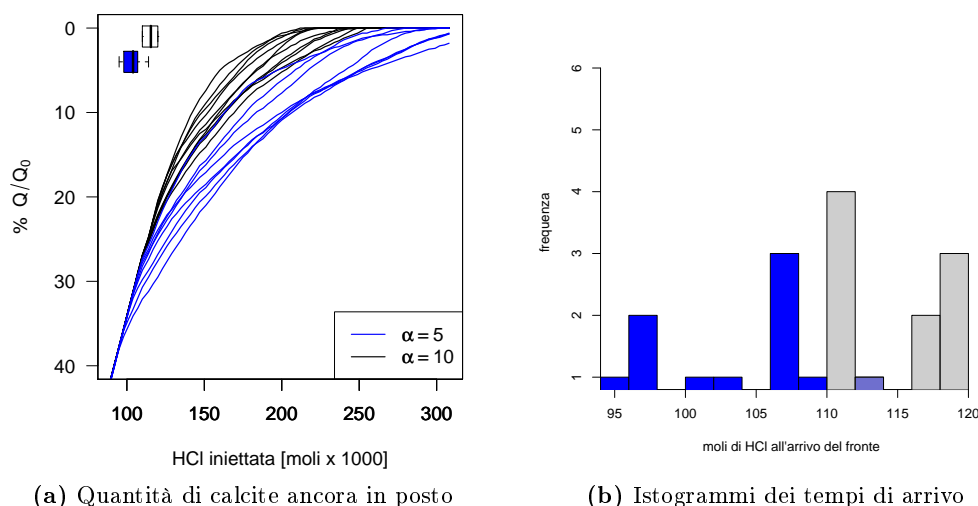 0
10
20
30
40
% Q/Q₀
α = 5
α = 10
100 150 200 250 300
HCl iniettata [moli x 1000]
(a) Quantità di calcite ancora in posto
6
5
4
3
2
1
frequenza
95 100 105 110 115 120
moli di HCl all'arrivo del fronte
(b) Istogrammi dei tempi di arrivo